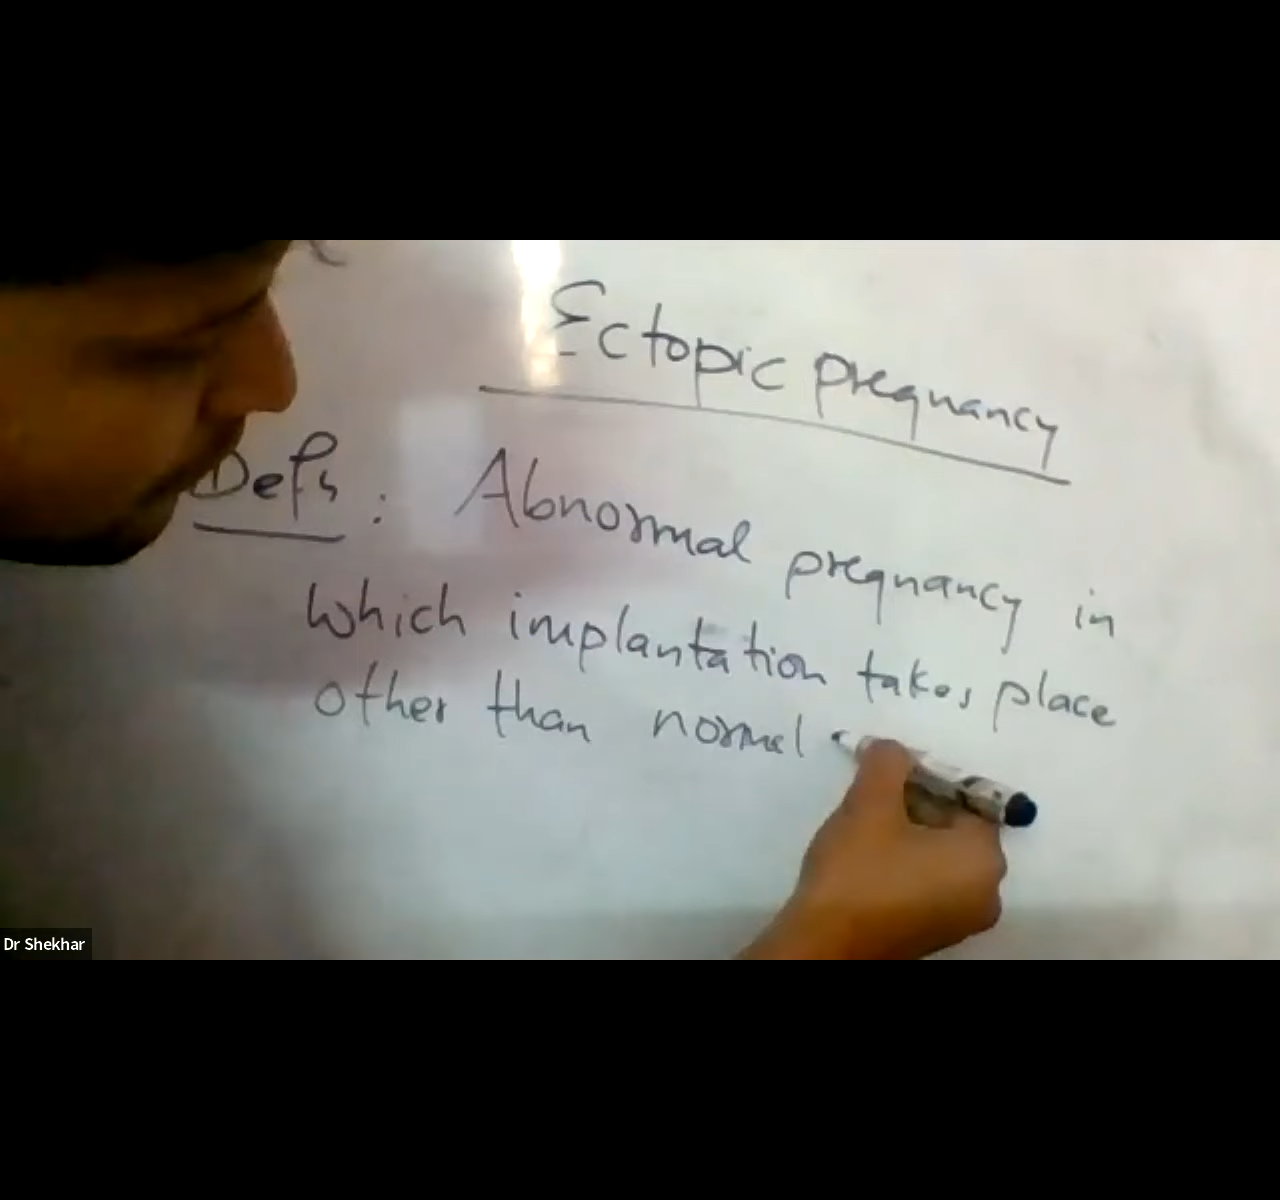 Ectopic pregnancy
Defn : Abnormal pregnancy in
which implantation takes place
other than normal
Dr Shekhar